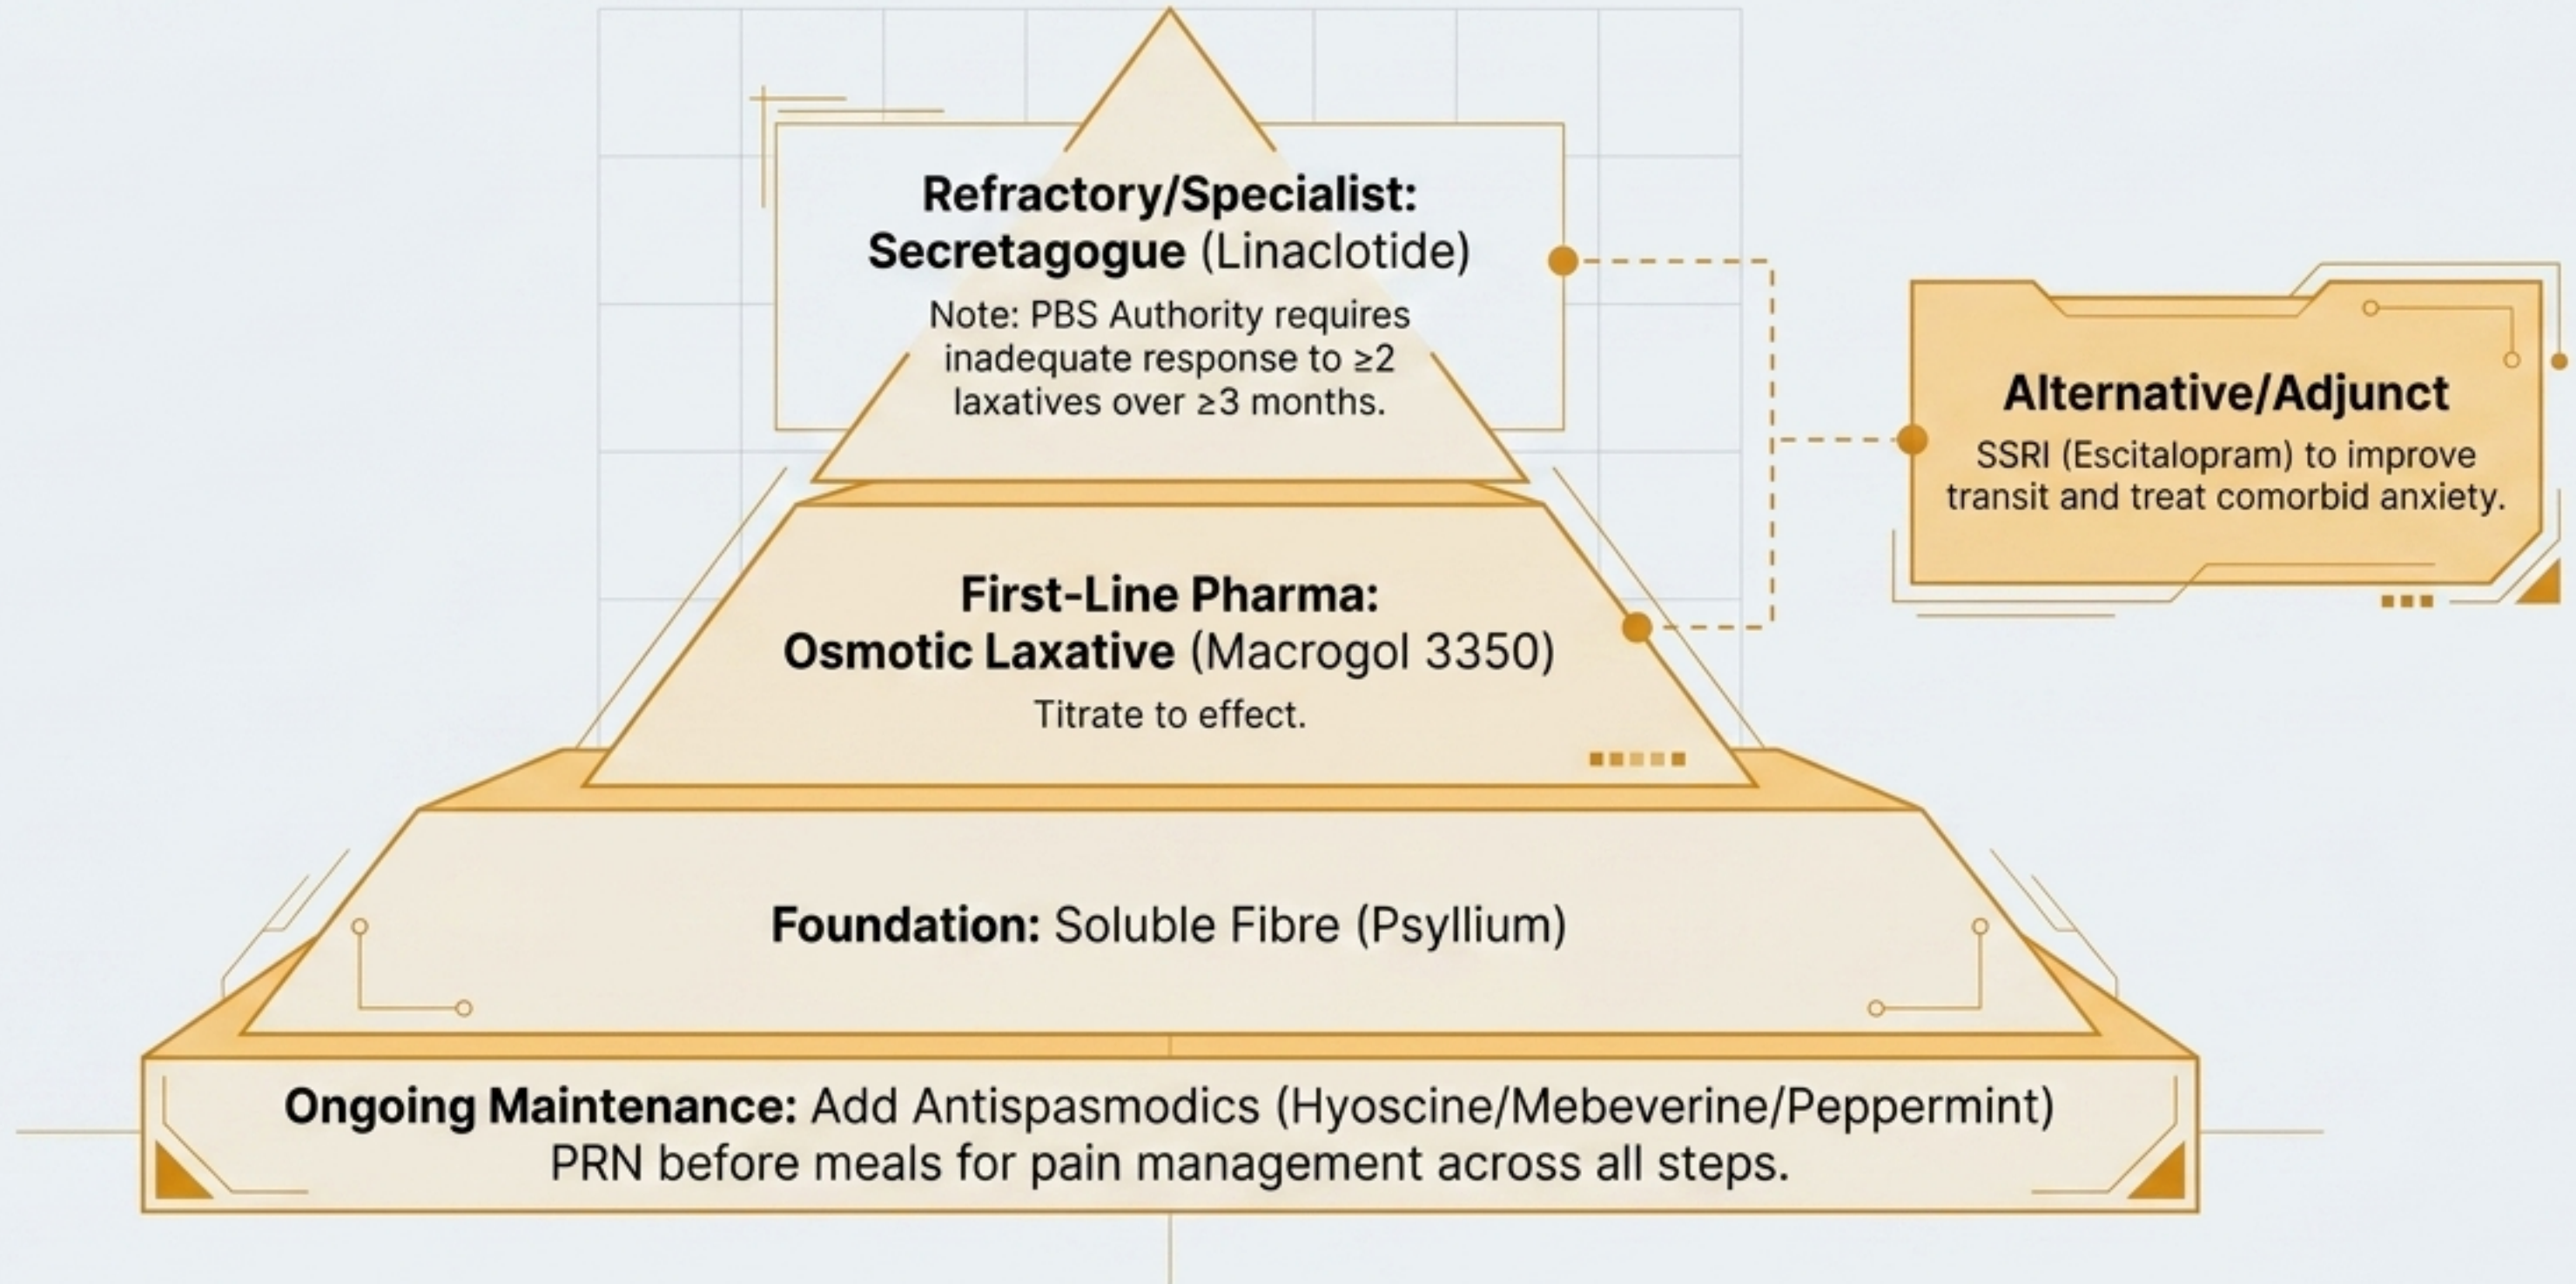 Refractory/Specialist:
Secretagogue (Linaclotide)
Note: PBS Authority requires
inadequate response to ≥2
laxatives over ≥3 months.
Alternative/Adjunct
SSRI (Escitalopram) to improve
transit and treat comorbid anxiety.
First-Line Pharma:
Osmotic Laxative (Macrogol 3350)
Titrate to effect.
Foundation: Soluble Fibre (Psyllium)
Ongoing Maintenance: Add Antispasmodics (Hyoscine/Mebeverine/Peppermint)
PRN before meals for pain management across all steps.